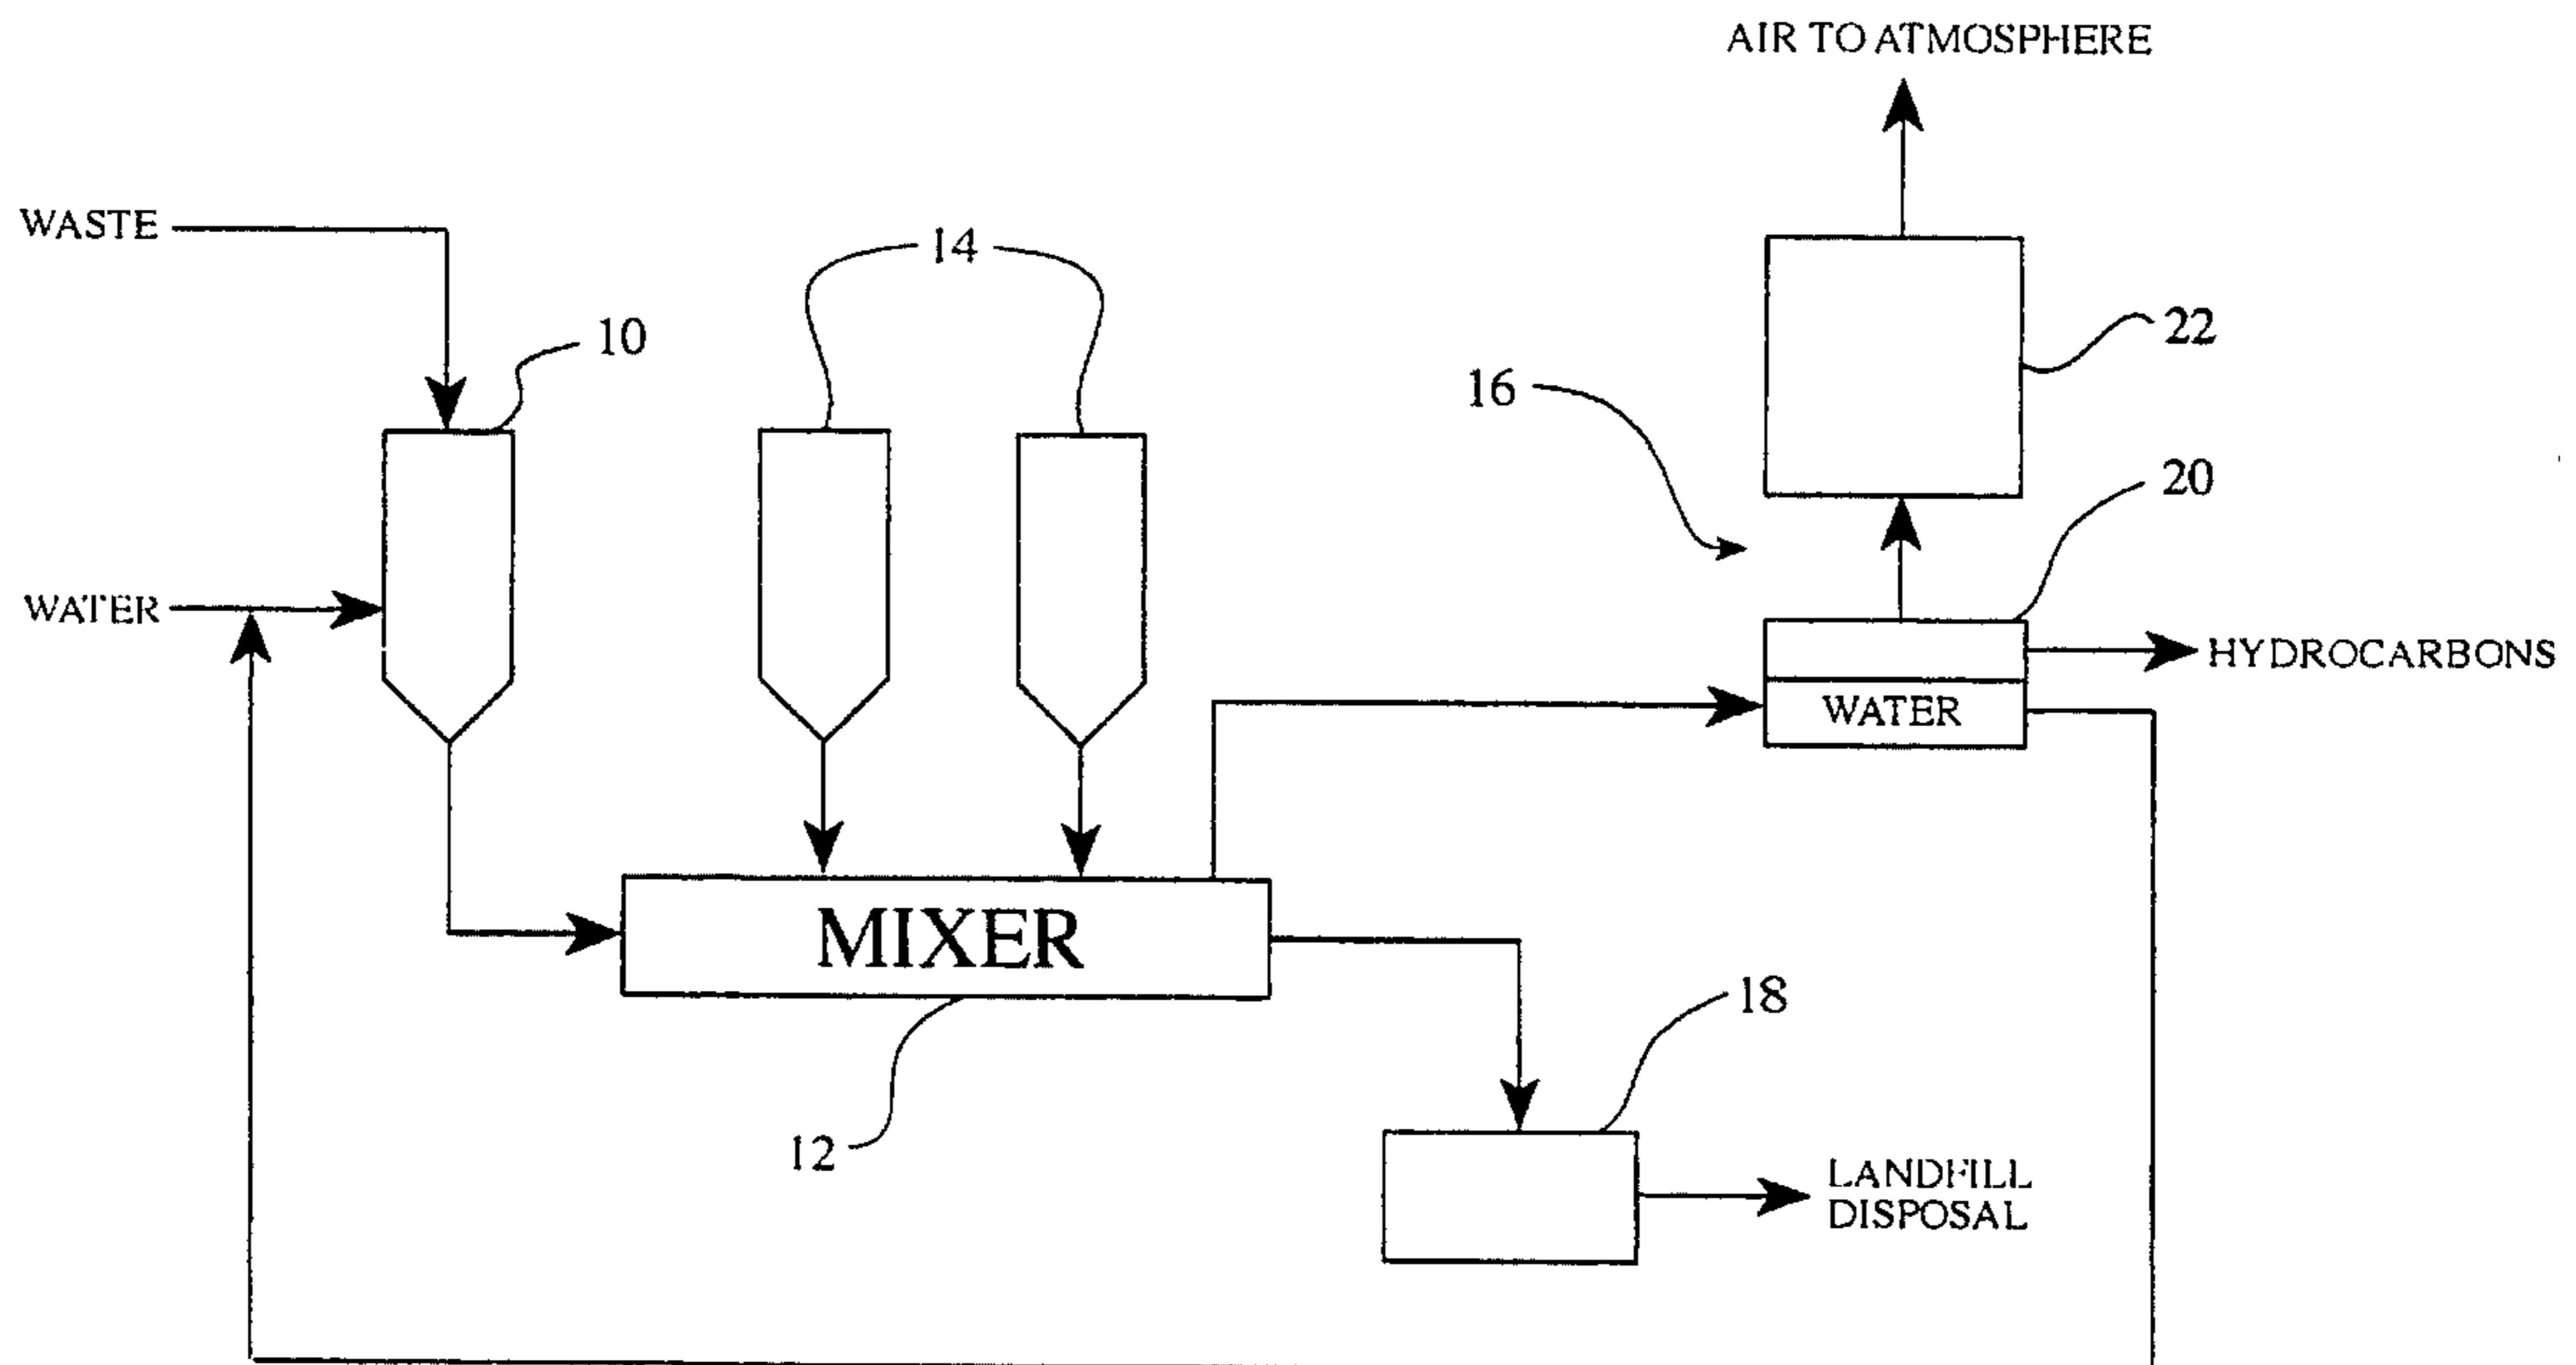 AIR TO ATMOSPHERE
WASTE
14
10
22
16
20
WATER
HYDROCARBONS
WATER
MIXER
18
12
LANDFILL
DISPOSAL